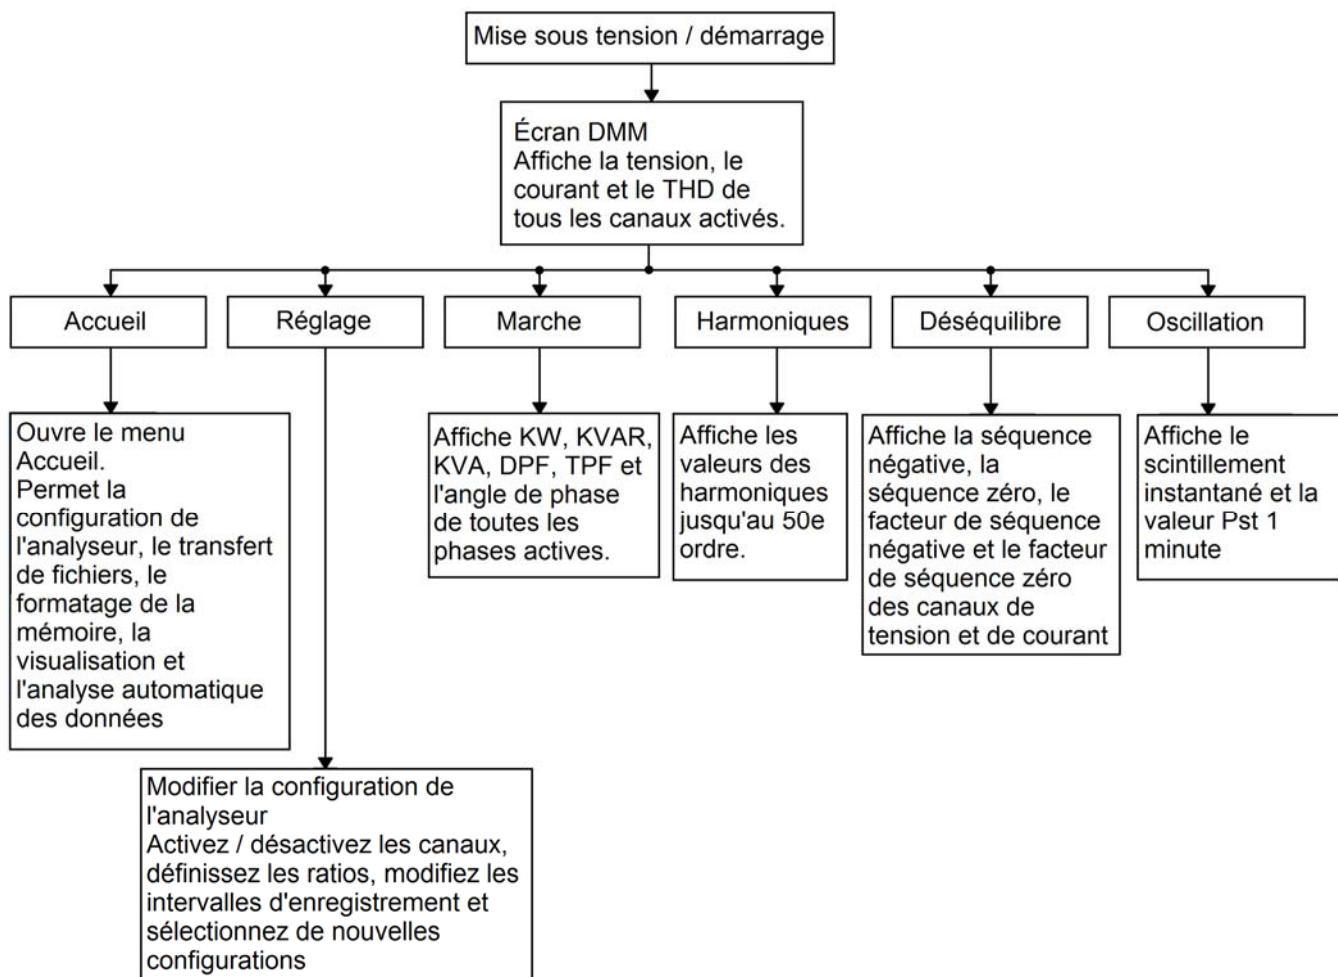 Mise sous tension / démarrage
Écran DMM
Affiche la tension, le
courant et le THD de
tous les canaux activés.
Accueil
Réglage
Marche
Harmoniques
Déséquilibre
Oscillation
Ouvre le menu
Accueil.
Permet la
configuration de
l'analyseur, le transfert
de fichiers, le
formatage de la
mémoire, la
visualisation et
l'analyse automatique
des données
Affiche KW, KVAR,
KVA, DPF, TPF et
l'angle de phase
de toutes les
phases actives.
Affiche les
valeurs des
harmoniques
jusqu'au 50e
ordre.
Affiche la séquence
négative, la
séquence zéro, le
facteur de séquence
négative et le facteur
de séquence zéro
des canaux de
tension et de courant
Affiche le
scintillement
instantané et la
valeur Pst 1
minute
Modifier la configuration de
l'analyseur
Activez / désactivez les canaux,
définissez les ratios, modifiez les
intervalles d'enregistrement et
sélectionnez de nouvelles
configurations